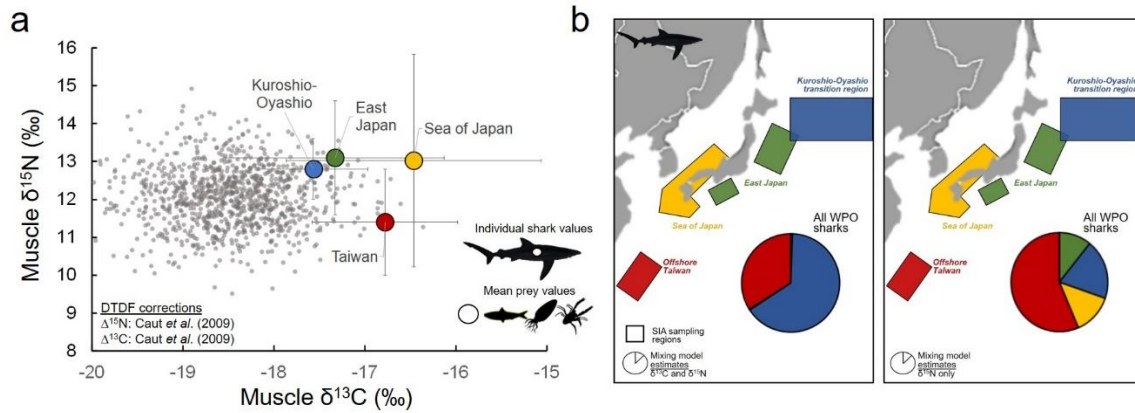 a
16
15
14
13
12
11
10
9
8
-20
-19
-18
-17
-16
-15
Muscle δ15N (‰)
Muscle δ13C (‰)
Kuroshio-
Oyashio
East
Japan
Sea of Japan
Taiwan
Individual shark values
Mean prey values
DTDF corrections
Δ15N: Caut et al. (2009)
Δ13C: Caut et al. (2009)
b
Kuroshio-Oyashio
transition region
East Japan
Sea of Japan
Offshore
Taiwan
All WPO
sharks
SIA sampling
regions
Mixing model
estimates
δ13C and δ15N
Kuroshio-Oyashio
transition region
East Japan
Sea of Japan
Offshore
Taiwan
All WPO
sharks
Mixing model
estimates
δ15N only